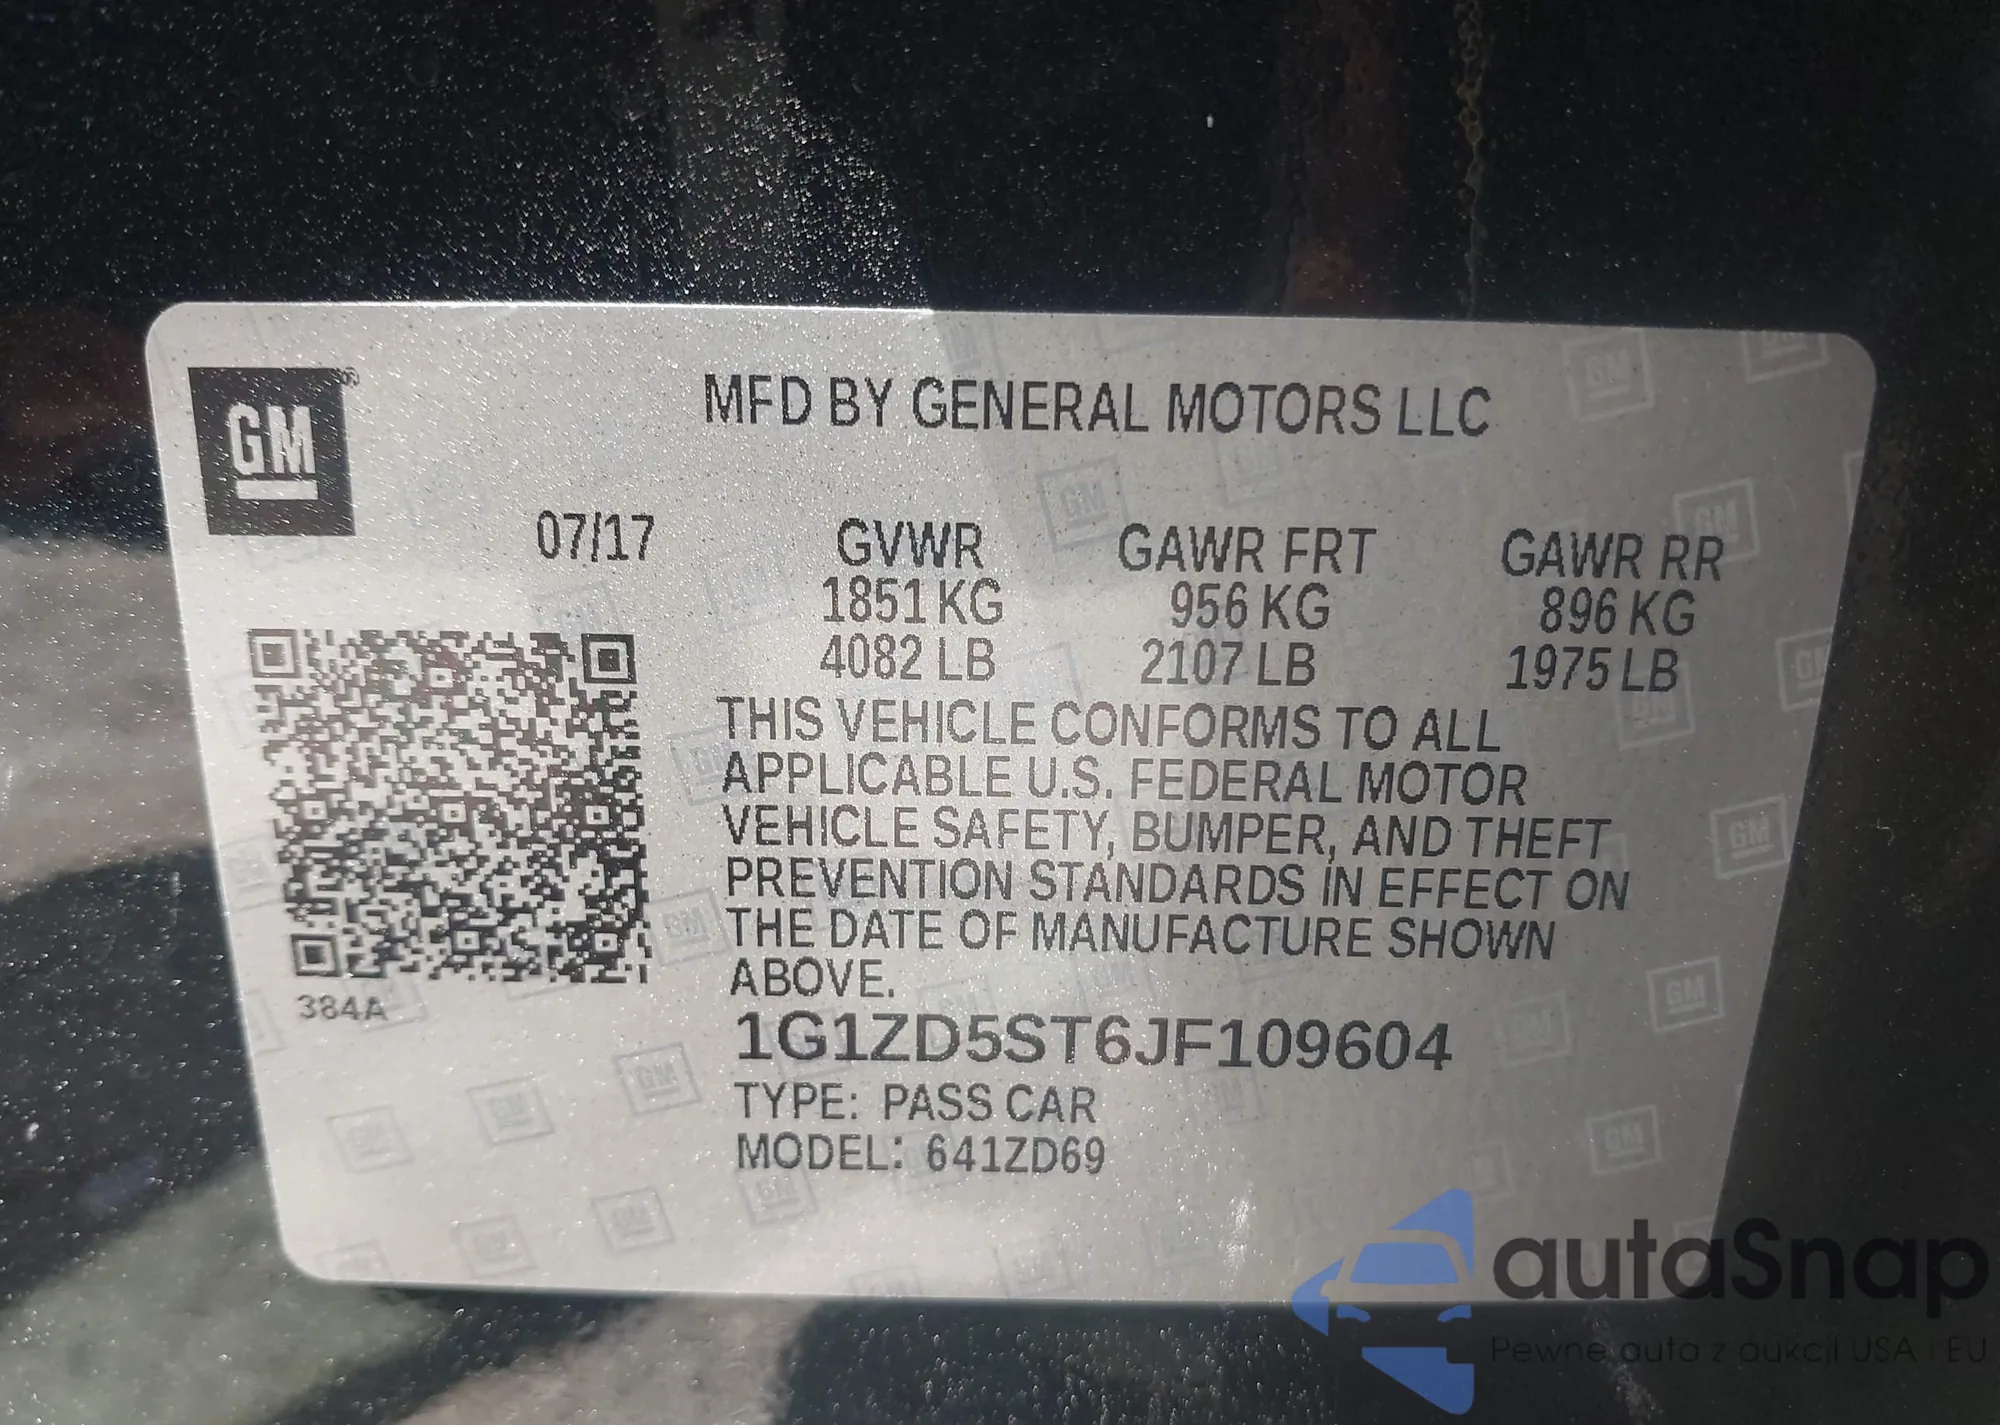 GM
MFD BY GENERAL MOTORS LLC
07/17
GVWR GAWR FRT GAWR RR
1851 KG 956 KG 896 KG
4082 LB 2107 LB 1975 LB
THIS VEHICLE CONFORMS TO ALL
APPLICABLE U.S. FEDERAL MOTOR
VEHICLE SAFETY, BUMPER, AND THEFT
PREVENTION STANDARDS IN EFFECT ON
THE DATE OF MANUFACTURE SHOWN
ABOVE.
384A
1G1ZD5ST6JF109604
TYPE: PASS CAR
MODEL: 641ZD69
autaSnap
Pewne auta z aukcji USA i EU